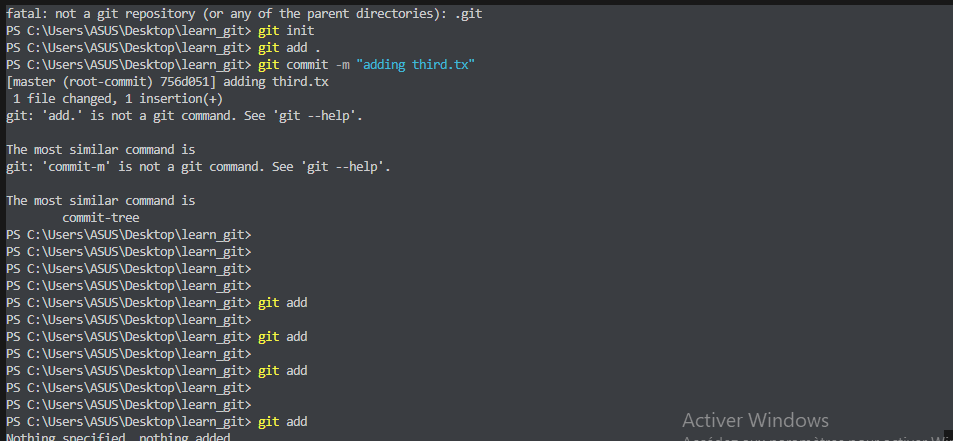 fatal: not a git repository (or any of the parent directories): .git
PS C:\Users\ASUS\Desktop\learn_git> git init
PS C:\Users\ASUS\Desktop\learn_git> git add .
PS C:\Users\ASUS\Desktop\learn_git> git commit -m "adding third.tx"
[master (root-commit) 756d051] adding third.tx
 1 file changed, 1 insertion(+)
git: 'add.' is not a git command. See 'git --help'.

The most similar command is
git: 'commit-m' is not a git command. See 'git --help'.

The most similar command is
        commit-tree
PS C:\Users\ASUS\Desktop\learn_git>
PS C:\Users\ASUS\Desktop\learn_git>
PS C:\Users\ASUS\Desktop\learn_git>
PS C:\Users\ASUS\Desktop\learn_git>
PS C:\Users\ASUS\Desktop\learn_git> git add
PS C:\Users\ASUS\Desktop\learn_git>
PS C:\Users\ASUS\Desktop\learn_git> git add
PS C:\Users\ASUS\Desktop\learn_git>
PS C:\Users\ASUS\Desktop\learn_git> git add
PS C:\Users\ASUS\Desktop\learn_git>
PS C:\Users\ASUS\Desktop\learn_git>
PS C:\Users\ASUS\Desktop\learn_git> git add
Nothing specified, nothing added.
Activer Windows